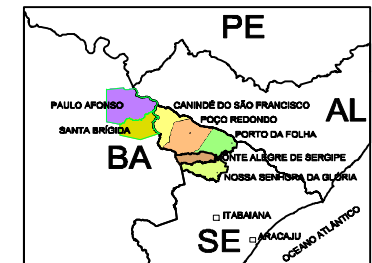 PE
PAULO AFONSO
CANINDÉ DO SÃO FRANCISCO
AL
POÇO REDONDO
SANTA BRÍGIDA
PORTO DA FOLHA
BA
MONTE ALEGRE DE SERGIPE
NOSSA SENHORA DA GLÓRIA
ITABAIANA
SE
ARACAJU
OCEANO ATLÂNTICO